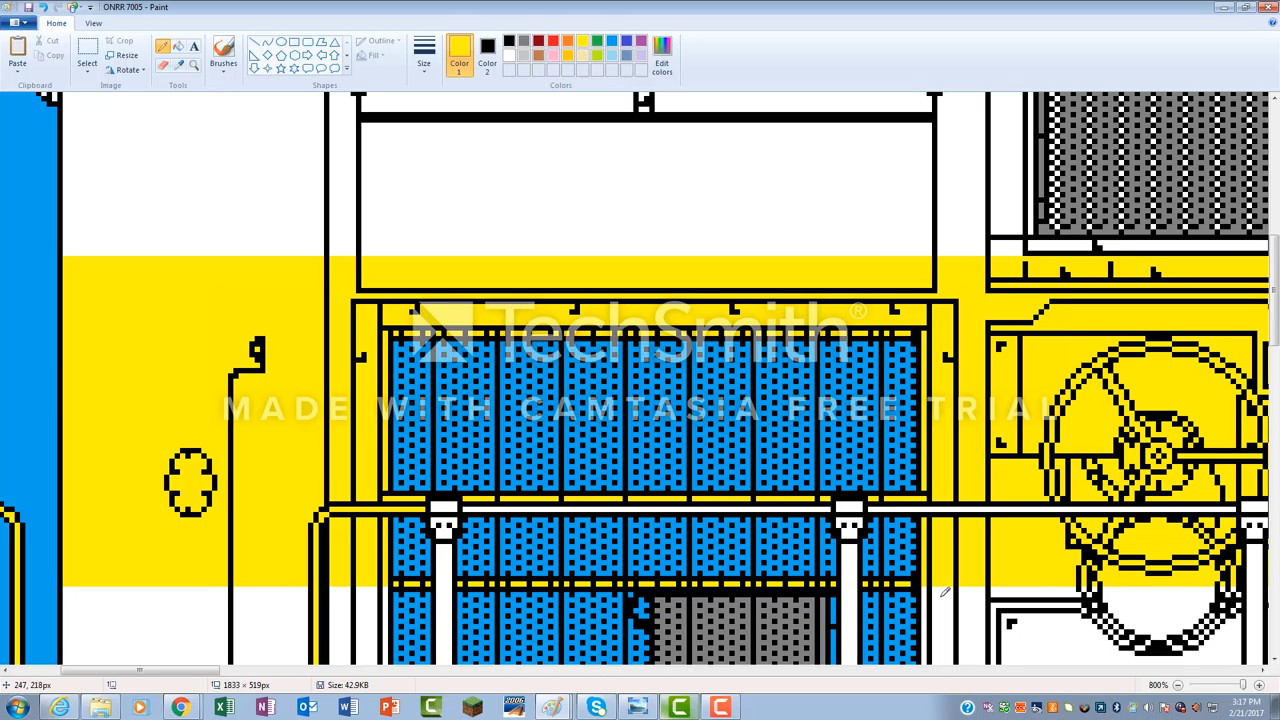 ONRR 7005 - Paint
Home View
Paste
Cut
Copy
Clipboard
Select
Crop
Resize
Rotate
Image
A
Tools
Brushes
Outline
Fill
Shapes
Size
Color 1
Color 2
Edit colors
Colors
TechSmith®
MADE WITH CAMTASIA FREE TRIAL
247, 218px
1833 × 519px
Size: 42.9KB
800%
2006
3:17 PM
2/21/2017